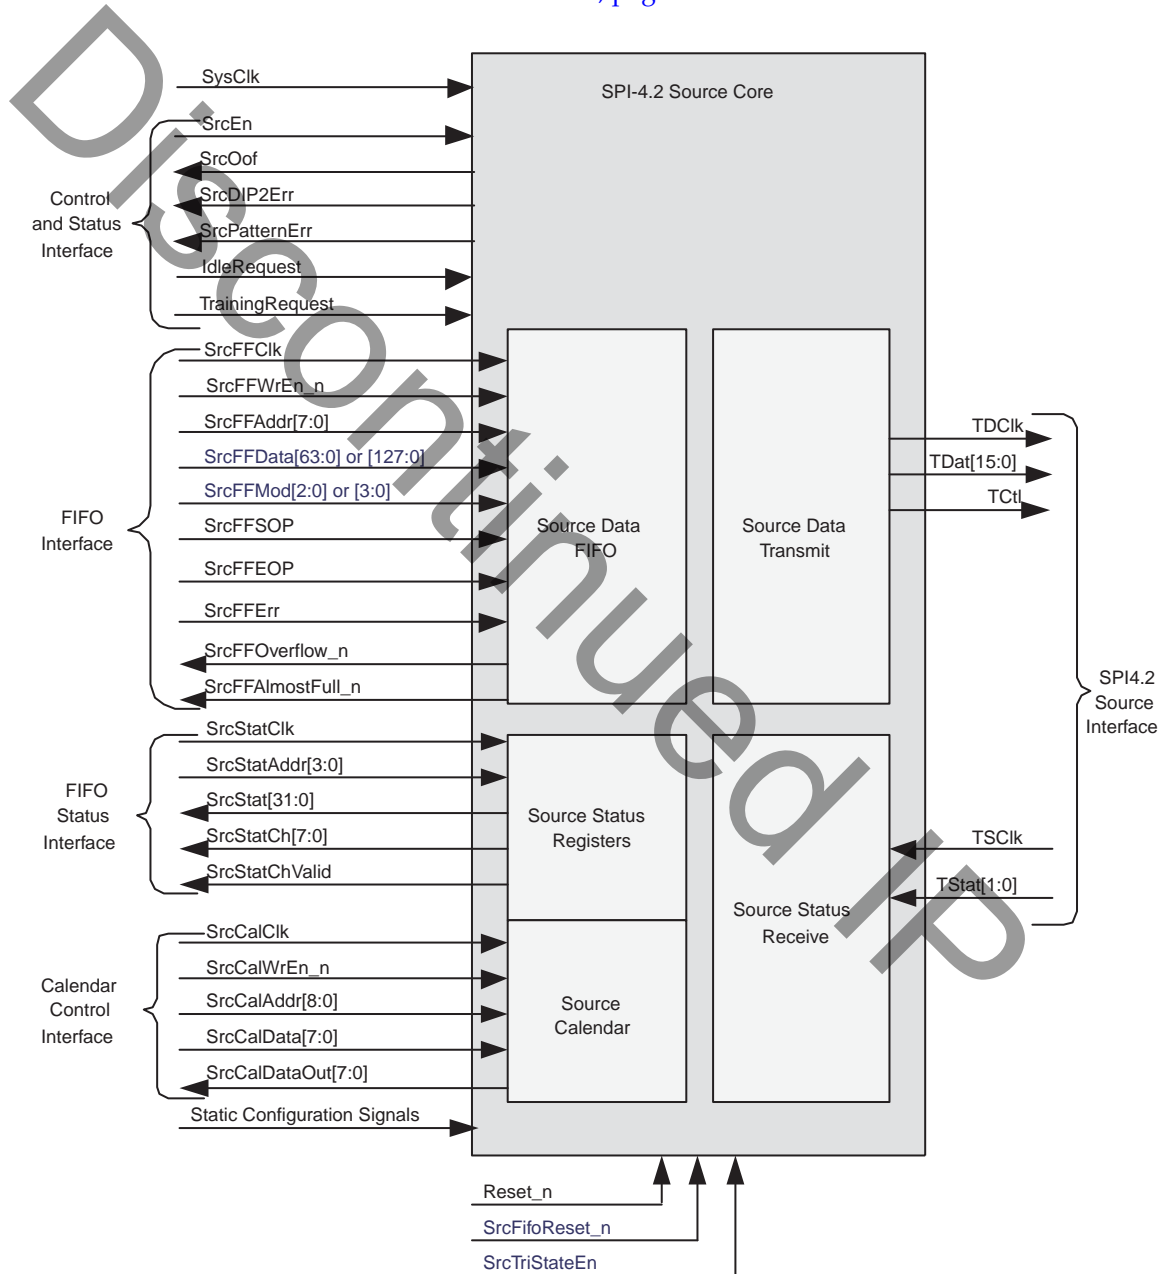 SPI-4.2 Source Core
SysClk
SrcEn
SrcOof
SrcDIP2Err
SrcPatternErr
IdleRequest
TrainingRequest
Control
and Status
Interface
SrcFFClk
SrcFFWrEn_n
SrcFFAddr[7:0]
SrcFFData[63:0] or [127:0]
SrcFFMod[2:0] or [3:0]
SrcFFSOP
SrcFFEOP
SrcFFErr
SrcFFOverflow_n
SrcFFAlmostFull_n
FIFO
Interface
Source Data
FIFO
Source Data
Transmit
TDClk
TDat[15:0]
TCtl
SPI4.2
Source
Interface
SrcStatClk
SrcStatAddr[3:0]
SrcStat[31:0]
SrcStatCh[7:0]
SrcStatChValid
FIFO
Status
Interface
Source Status
Registers
TSClk
TStat[1:0]
Source Status
Receive
SrcCalClk
SrcCalWrEn_n
SrcCalAddr[8:0]
SrcCalData[7:0]
SrcCalDataOut[7:0]
Calendar
Control
Interface
Source
Calendar
Static Configuration Signals
Reset_n
SrcFifoReset_n
SrcTriStateEn
Discontinued IP